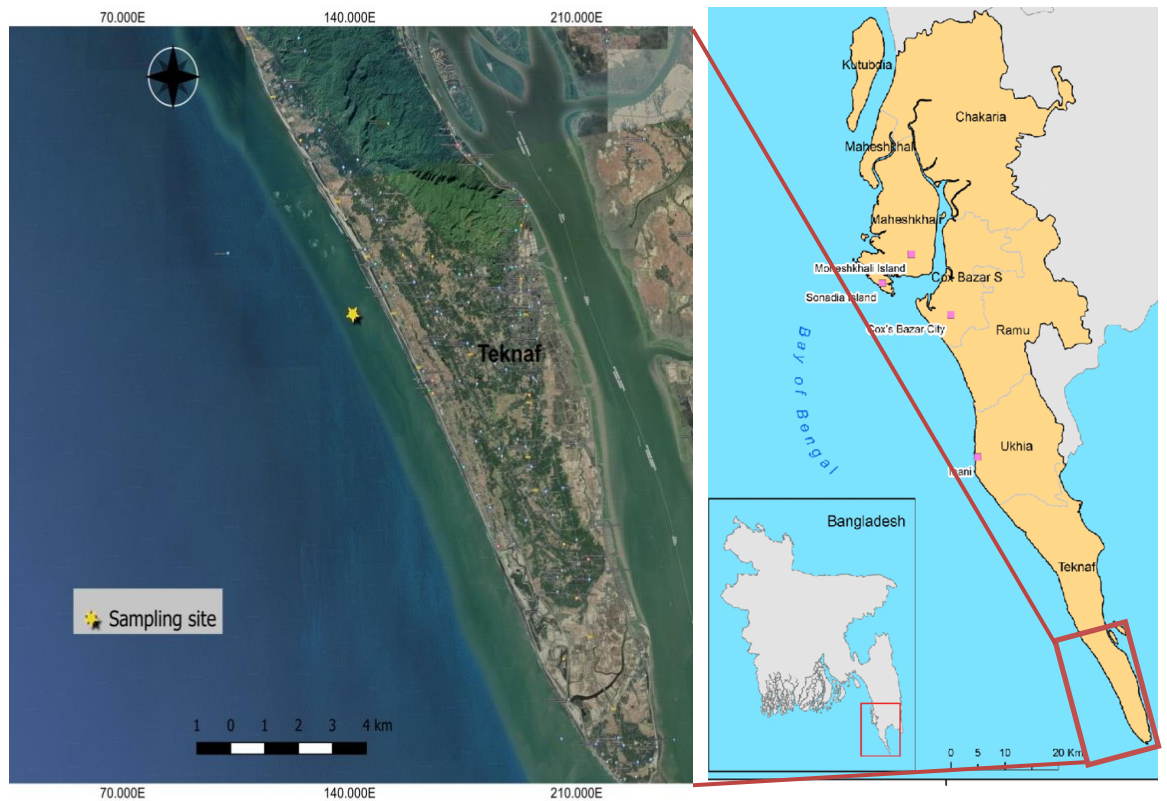 70.000E 140.000E 210.000E
Teknaf
Sampling site
1 0 1 2 3 4 km
70.000E 140.000E 210.000E
Kutubdia
Chakaria
Maheshkhali
Maheshkhali
Moheshkhali Island
Cox Bazar S
Sonadia Island
Cox's Bazar City
Ramu
Bay of Bengal
Ukhia
Inani
Bangladesh
Teknaf
0 5 10 20 Km